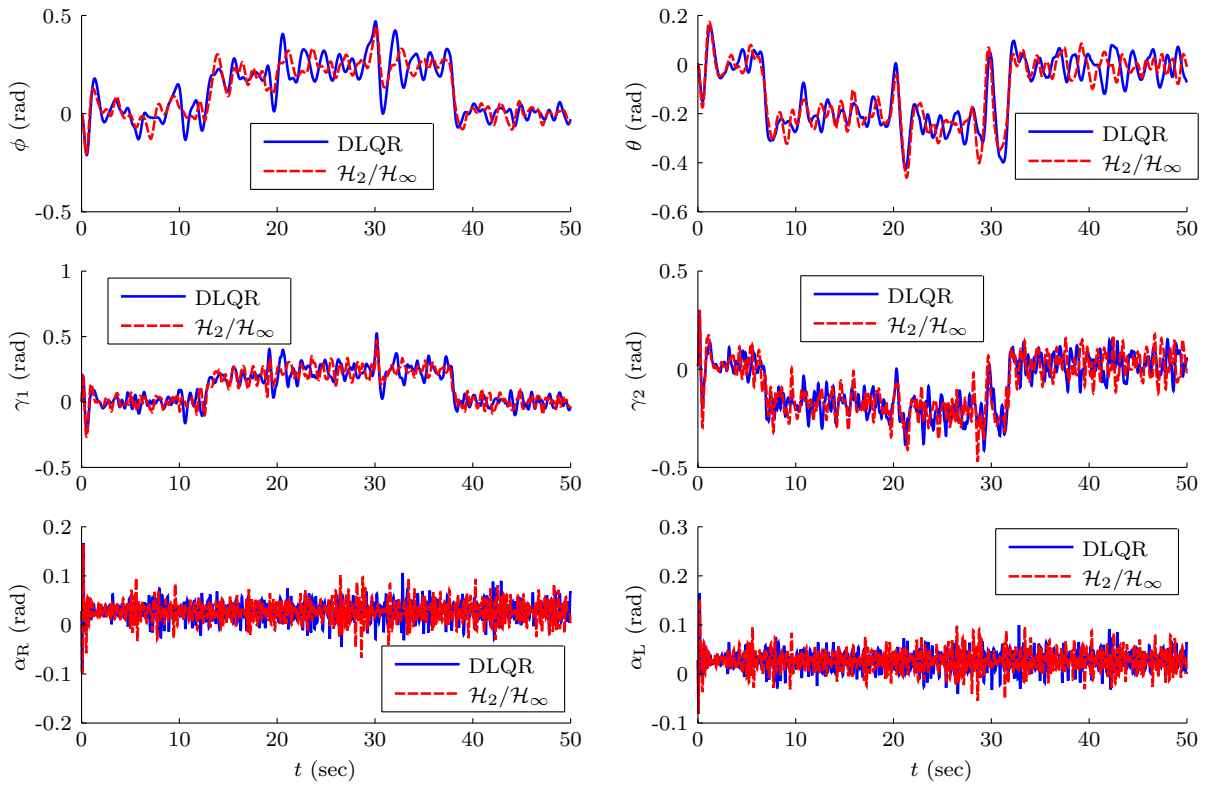 0.5
0
-0.5
ϕ (rad)
0 10 20 30 40 50
DLQR
ℋ₂/ℋ∞
0.2
0
-0.2
-0.4
-0.6
θ (rad)
0 10 20 30 40 50
DLQR
ℋ₂/ℋ∞
1
0.5
0
-0.5
γ₁ (rad)
0 10 20 30 40 50
DLQR
ℋ₂/ℋ∞
0.5
0
-0.5
γ₂ (rad)
0 10 20 30 40 50
DLQR
ℋ₂/ℋ∞
0.2
0.1
0
-0.1
-0.2
α_R (rad)
0 10 20 30 40 50
t (sec)
DLQR
ℋ₂/ℋ∞
0.3
0.2
0.1
0
-0.1
α_L (rad)
0 10 20 30 40 50
t (sec)
DLQR
ℋ₂/ℋ∞